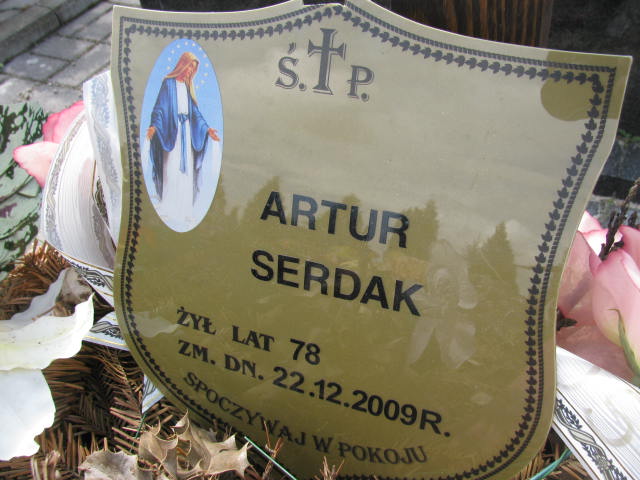 Ś. P.
ARTUR
SERDAK
ŻYŁ LAT 78
ZM. DN. 22.12.2009R.
SPOCZYWAJ W POKOJU